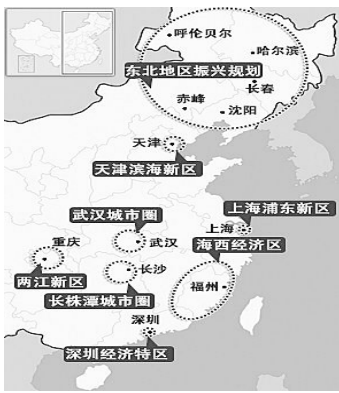 呼伦贝尔
哈尔滨
东北地区振兴规划
长春
赤峰
沈阳
天津
天津滨海新区
武汉城市圈
上海浦东新区
上海
重庆
武汉
海西经济区
两江新区
长沙
长株潭城市圈
福州
深圳
深圳经济特区